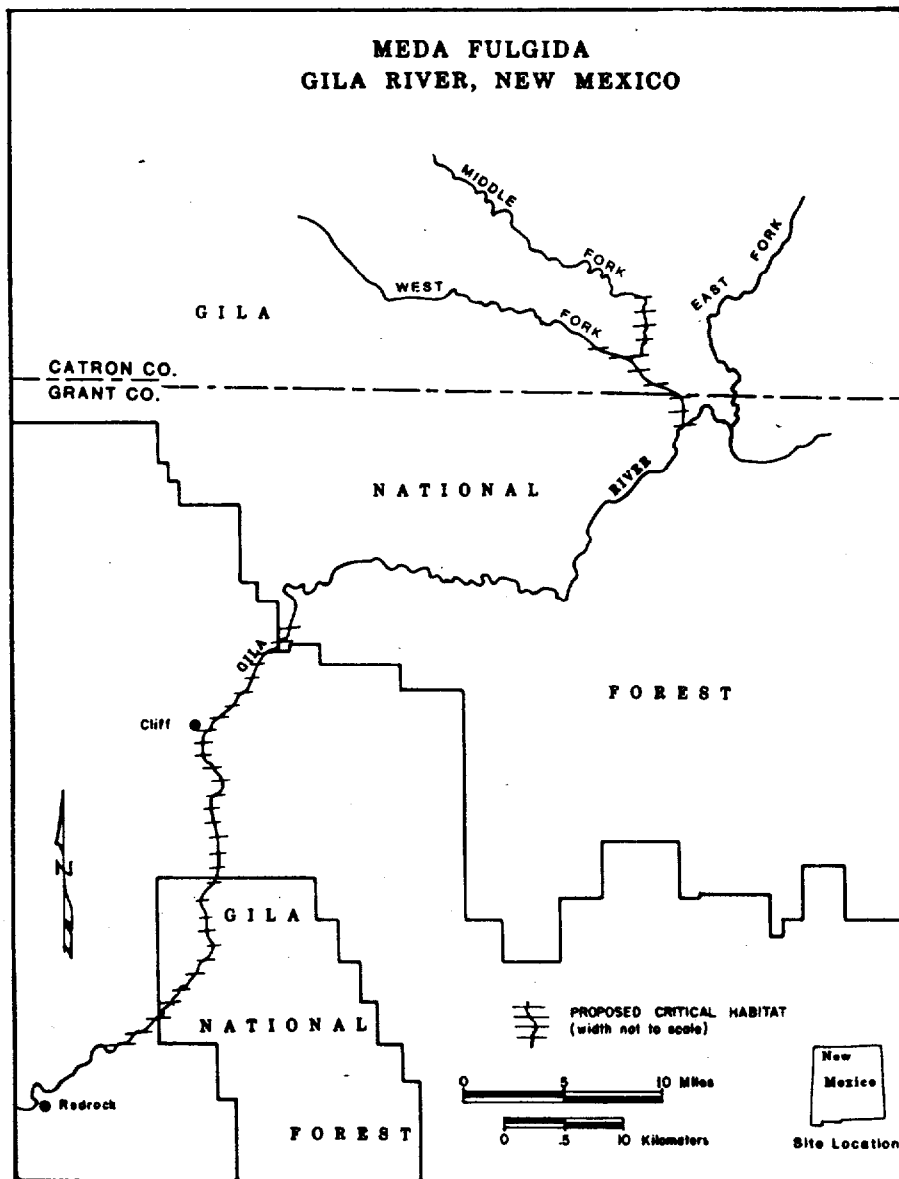 MEDA FULGIDA
GILA RIVER, NEW MEXICO
MIDDLE
FORK
EAST FORK
WEST
FORK
GILA
CATRON CO.
GRANT CO.
NATIONAL
RIVER
GILA
FOREST
Cliff
N
GILA
NATIONAL
FOREST
Redrock
PROPOSED CRITICAL HABITAT
(width not to scale)
0 5 10 Miles
0 .5 10 Kilometers
New
Mexico
Site Location